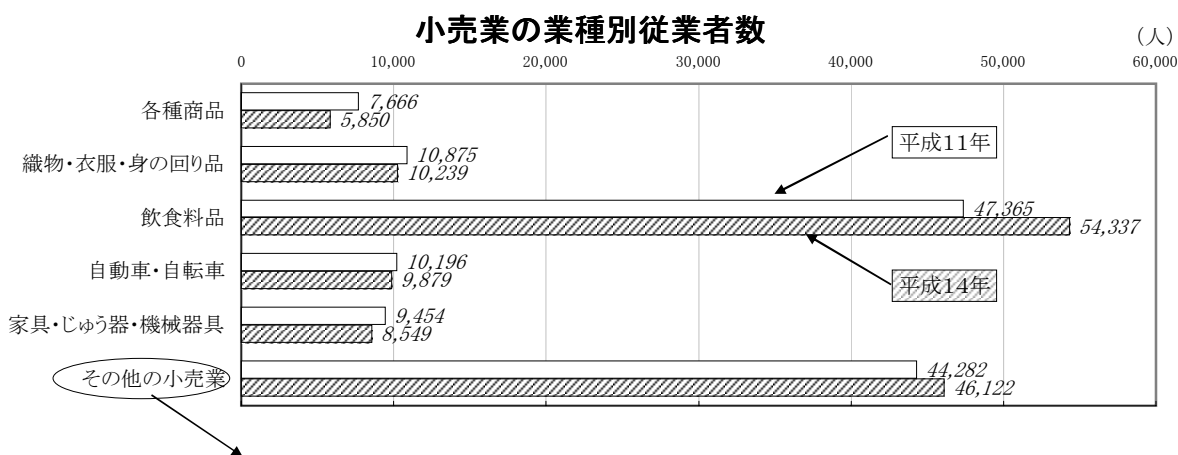 小売業の業種別従業者数
（人）
0 10,000 20,000 30,000 40,000 50,000 60,000
各種商品
7,666
5,850
織物・衣服・身の回り品
10,875
10,239
平成11年
飲食料品
47,365
54,337
自動車・自転車
10,196
9,879
平成14年
家具・じゅう器・機械器具
9,454
8,549
その他の小売業
44,282
46,122